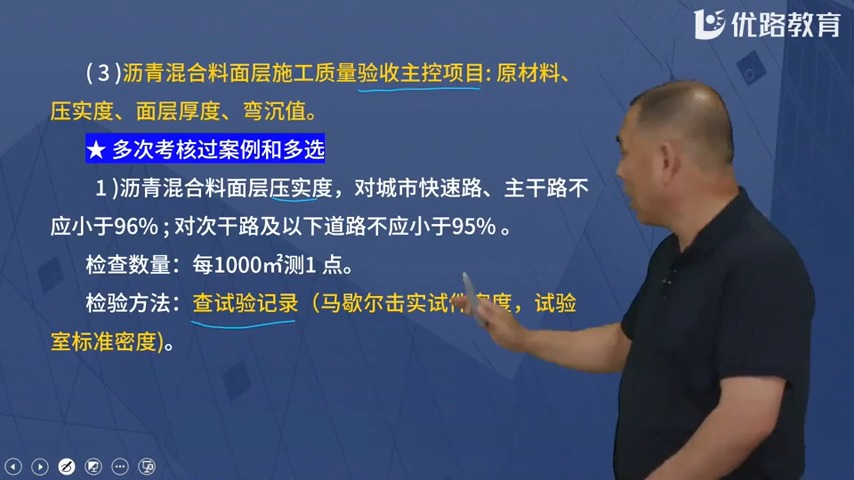 优路教育
(3)沥青混合料面层施工质量验收主控项目: 原材料、
压实度、面层厚度、弯沉值。
★ 多次考核过案例和多选
1)沥青混合料面层压实度，对城市快速路、主干路不
应小于96%；对次干路及以下道路不应小于95%。
检查数量：每1000㎡测1 点。
检验方法：查试验记录（马歇尔击实试件密度，试验
室标准密度)。